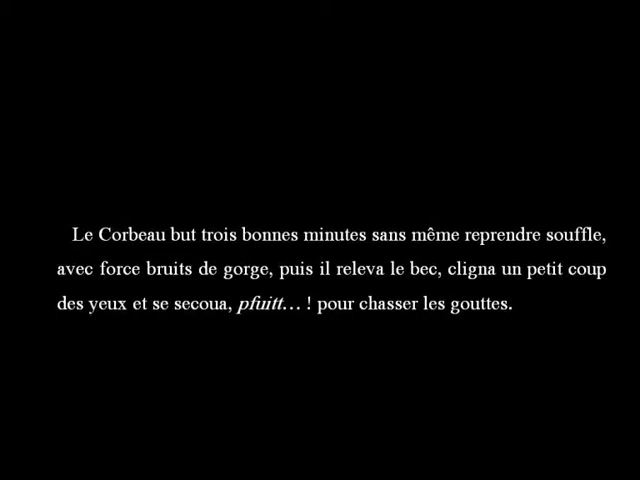 Le Corbeau but trois bonnes minutes sans même reprendre souffle,
avec force bruits de gorge, puis il releva le bec, cligna un petit coup
des yeux et se secoua, pfuitt… ! pour chasser les gouttes.